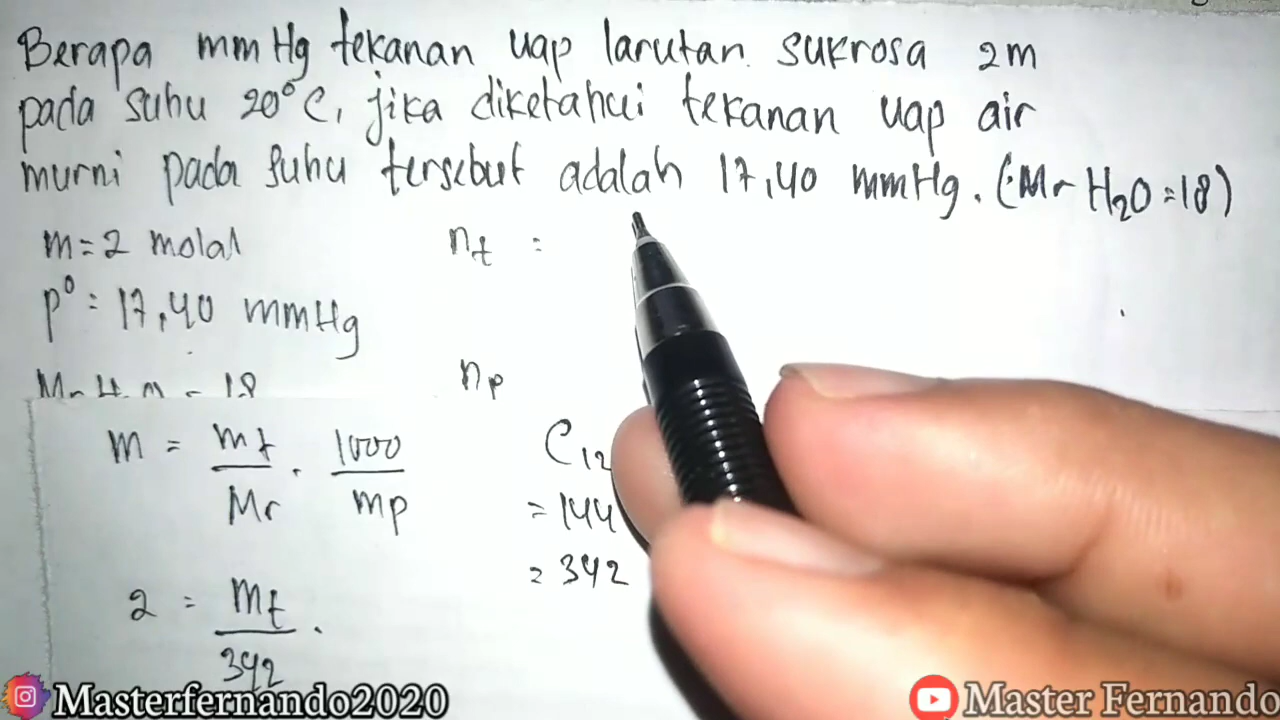 Berapa mmHg tekanan uap larutan sukrosa 2m
pada suhu 20°C, jika diketahui tekanan uap air
murni pada suhu tersebut adalah 17,40 mmHg. (Mr H₂O=18)
m = 2 molal
nt =
p° = 17,40 mmHg
np
m = mt/Mr . 1000/mp
C₁₂
= 144
= 342
2 = mt/342 .
Masterfernando2020
Master Fernando